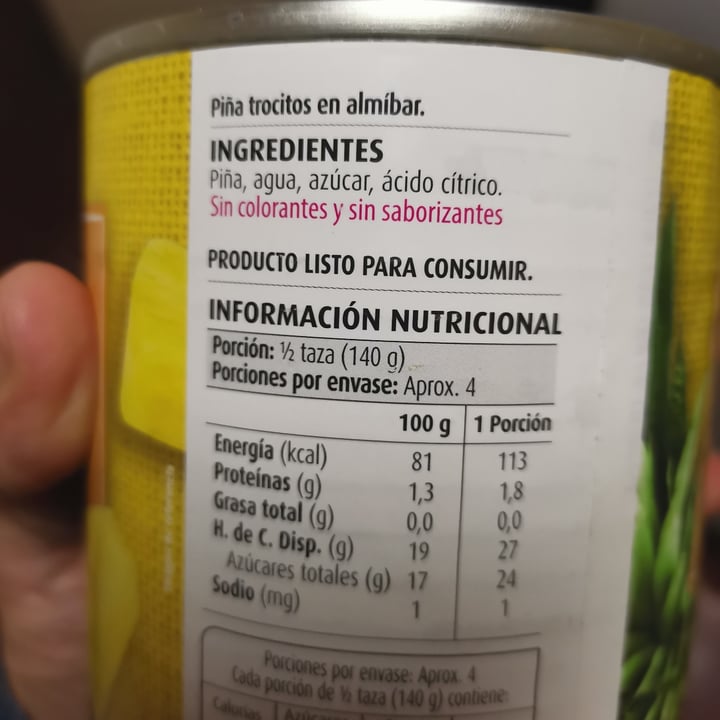 Piña trocitos en almíbar.
INGREDIENTES
Piña, agua, azúcar, ácido cítrico.
Sin colorantes y sin saborizantes
PRODUCTO LISTO PARA CONSUMIR.
INFORMACIÓN NUTRICIONAL
Porción: ½ taza (140 g)
Porciones por envase: Aprox. 4
100 g 1 Porción
Energía (kcal) 81 113
Proteínas (g) 1,3 1,8
Grasa total (g) 0,0 0,0
H. de C. Disp. (g) 19 27
Azúcares totales (g) 17 24
Sodio (mg) 1 1
Porciones por envase: Aprox. 4
Cada porción de ½ taza (140 g) contiene:
Calorías